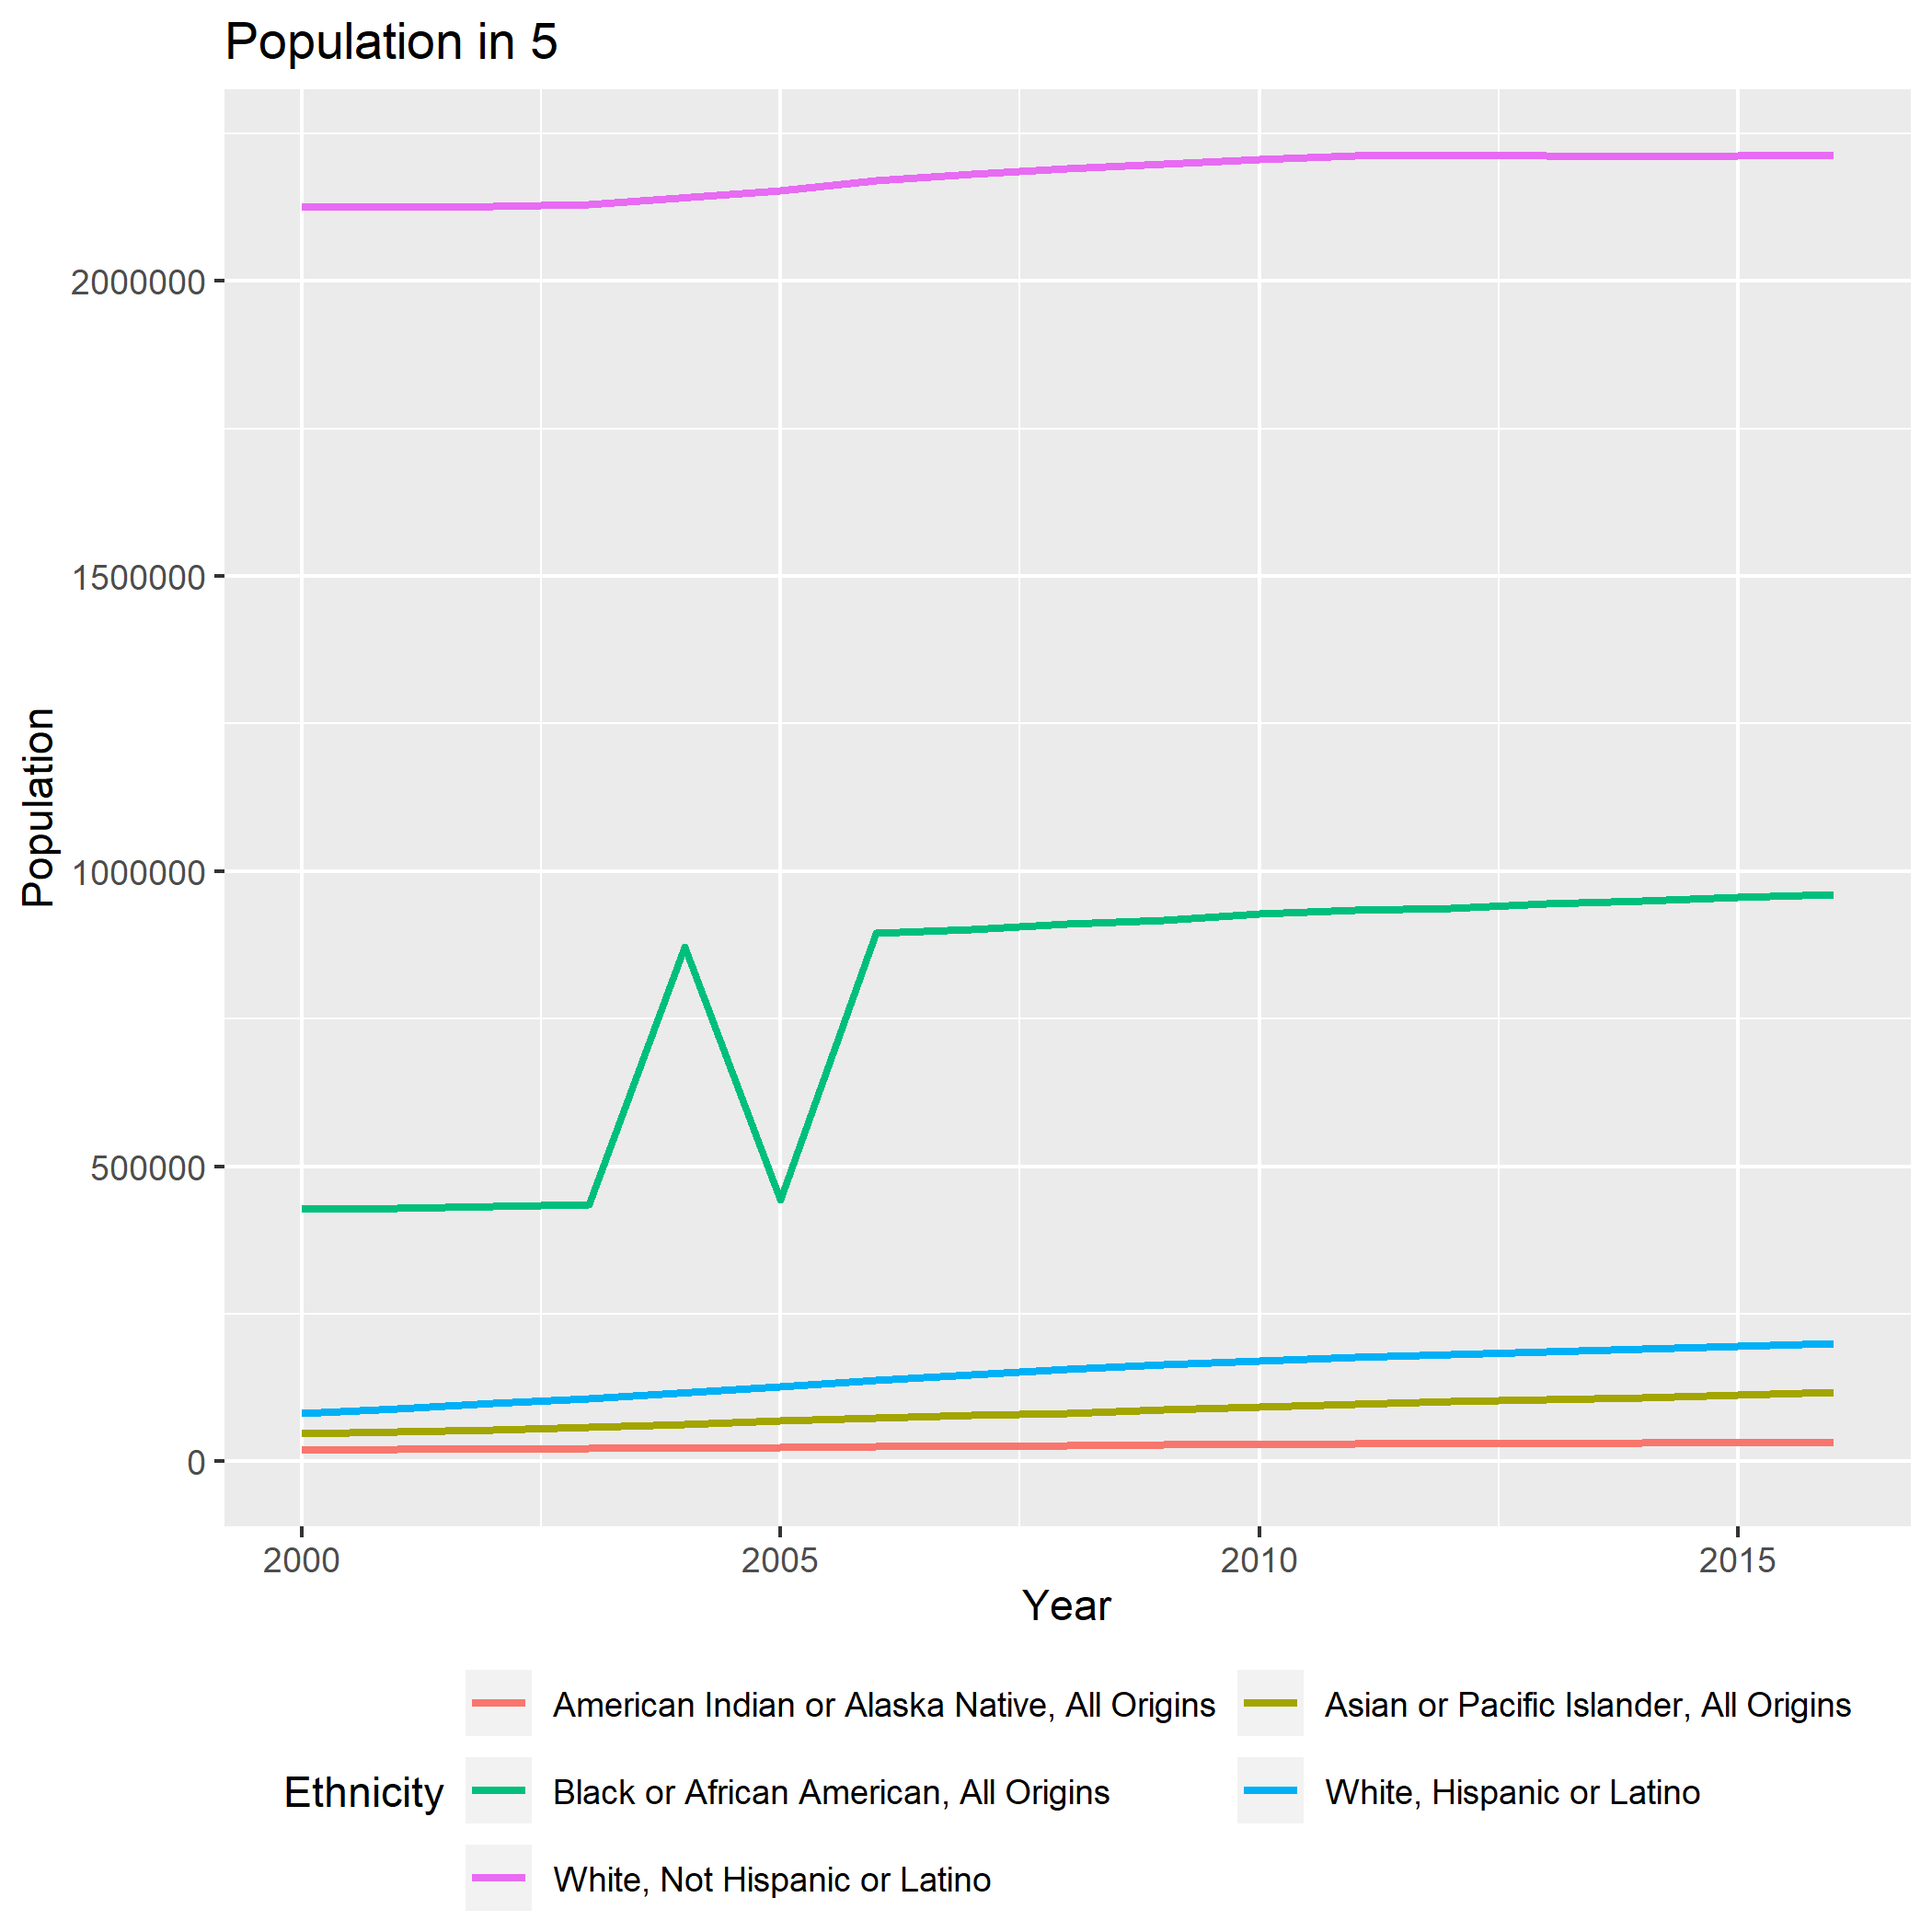 Population in 5
Population
2000000
1500000
1000000
500000
0
2000 2005 2010 2015
Year
Ethnicity
American Indian or Alaska Native, All Origins
Asian or Pacific Islander, All Origins
Black or African American, All Origins
White, Hispanic or Latino
White, Not Hispanic or Latino